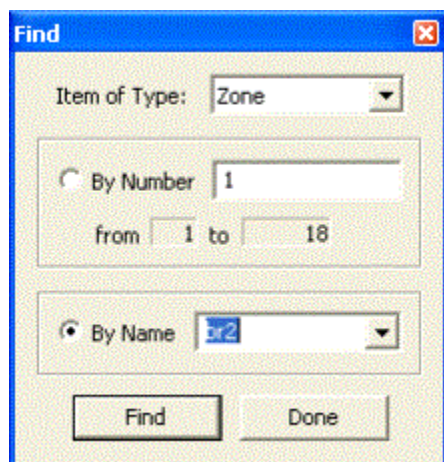 Find
Item of Type: Zone
By Number 1
from 1 to 18
By Name br2
Find Done